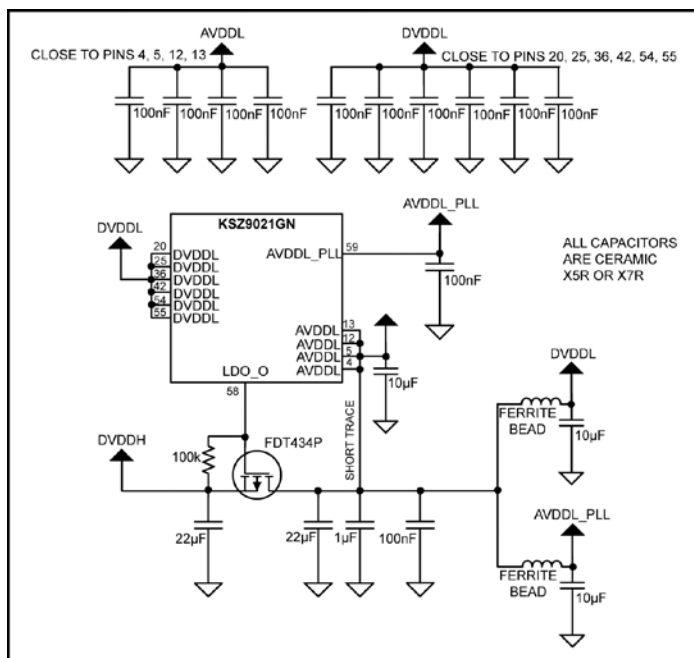 AVDDL
CLOSE TO PINS 4, 5, 12, 13
100nF
100nF
100nF
100nF
DVDDL
CLOSE TO PINS 20, 25, 36, 42, 54, 55
100nF
100nF
100nF
100nF
100nF
100nF
KSZ9021GN
DVDDL
20
DVDDL
25
DVDDL
36
DVDDL
42
DVDDL
54
DVDDL
55
DVDDL
AVDDL_PLL
59
AVDDL_PLL
100nF
ALL CAPACITORS
ARE CERAMIC
X5R OR X7R
AVDDL
13
AVDDL
12
AVDDL
5
AVDDL
4
10µF
LDO_O
58
SHORT TRACE
DVDDH
100k
FDT434P
22µF
22µF
1µF
100nF
DVDDL
FERRITE
BEAD
10µF
AVDDL_PLL
FERRITE
BEAD
10µF